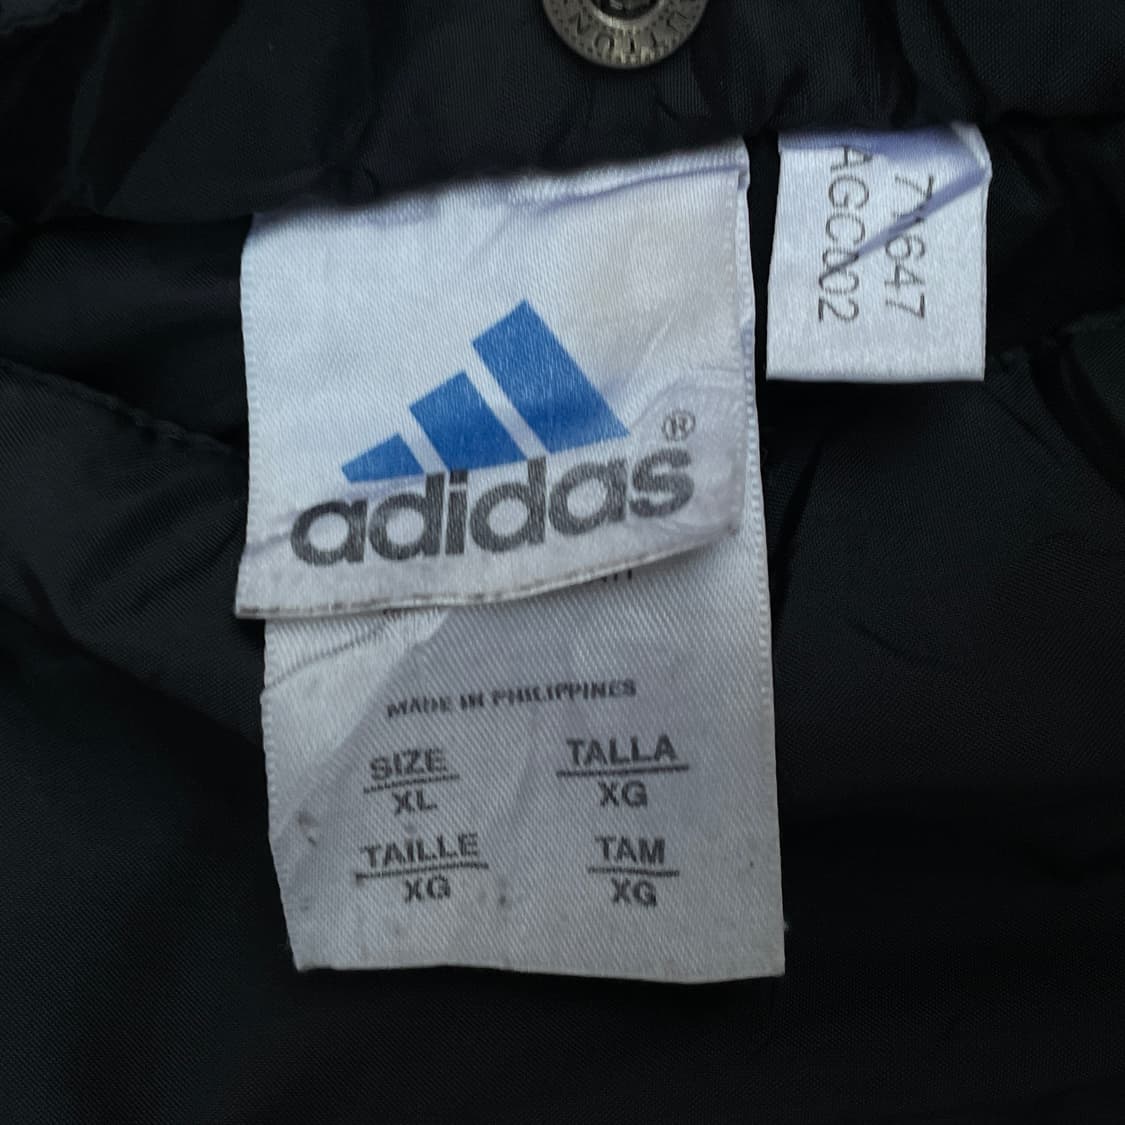 adidas®
MADE IN PHILIPPINES
SIZE
XL
TALLA
XG
TAILLE
XG
TAM
XG
AGC002